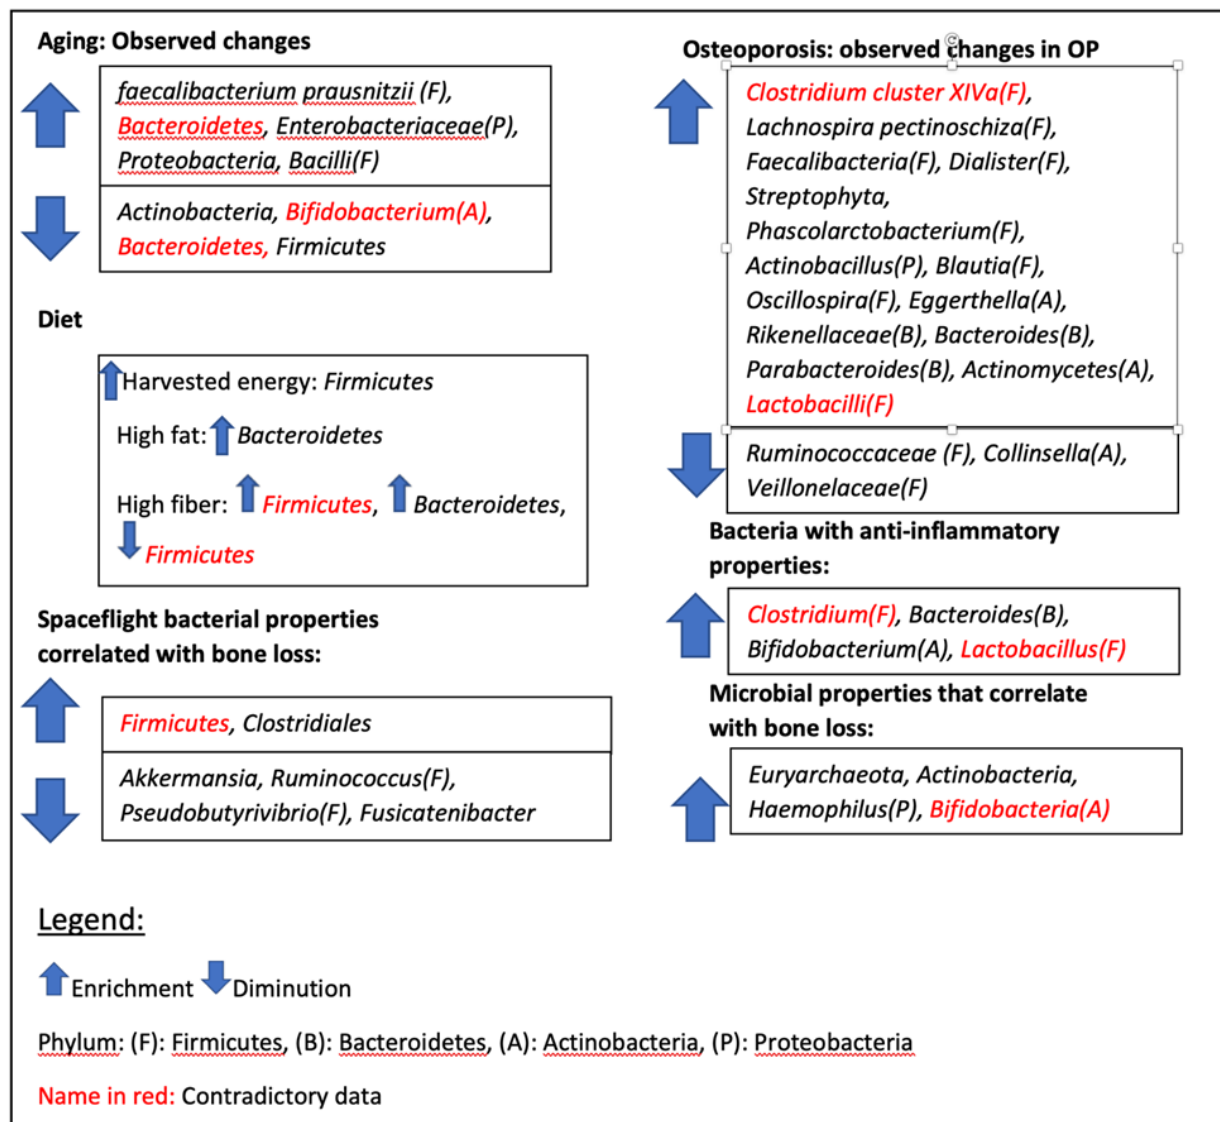 Aging: Observed changes
faecalibacterium prausnitzii (F),
Bacteroidetes, Enterobacteriaceae(P),
Proteobacteria, Bacilli(F)
Actinobacteria, Bifidobacterium(A),
Bacteroidetes, Firmicutes
Diet
Harvested energy: Firmicutes
High fat: Bacteroidetes
High fiber: Firmicutes, Bacteroidetes,
Firmicutes
Spaceflight bacterial properties
correlated with bone loss:
Firmicutes, Clostridiales
Akkermansia, Ruminococcus(F),
Pseudobutyrivibrio(F), Fusicatenibacter
Osteoporosis: observed changes in OP
Clostridium cluster XIVa(F),
Lachnospira pectinoschiza(F),
Faecalibacteria(F), Dialister(F),
Streptophyta,
Phascolarctobacterium(F),
Actinobacillus(P), Blautia(F),
Oscillospira(F), Eggerthella(A),
Rikenellaceae(B), Bacteroides(B),
Parabacteroides(B), Actinomycetes(A),
Lactobacilli(F)
Ruminococcaceae (F), Collinsella(A),
Veillonelaceae(F)
Bacteria with anti-inflammatory
properties:
Clostridium(F), Bacteroides(B),
Bifidobacterium(A), Lactobacillus(F)
Microbial properties that correlate
with bone loss:
Euryarchaeota, Actinobacteria,
Haemophilus(P), Bifidobacteria(A)
Legend:
Enrichment Diminution
Phylum: (F): Firmicutes, (B): Bacteroidetes, (A): Actinobacteria, (P): Proteobacteria
Name in red: Contradictory data